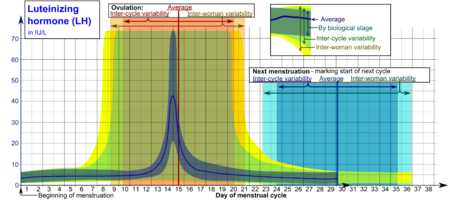 Luteinizing
hormone (LH)
in IU/L
Ovulation: Average
Inter-cycle variability Inter-woman variability
Average
By biological stage
Inter-cycle variability
Inter-woman variability
Next menstruation - marking start of next cycle
Inter-cycle variability Average Inter-woman variability
70
60
50
40
30
20
10
0
1 2 3 4 5 6 7 8 9 10 11 12 13 14 15 16 17 18 19 20 21 22 23 24 25 26 27 28 29 30 31 32 33 34 35 36 37 38
Beginning of menstruation
Day of menstrual cycle